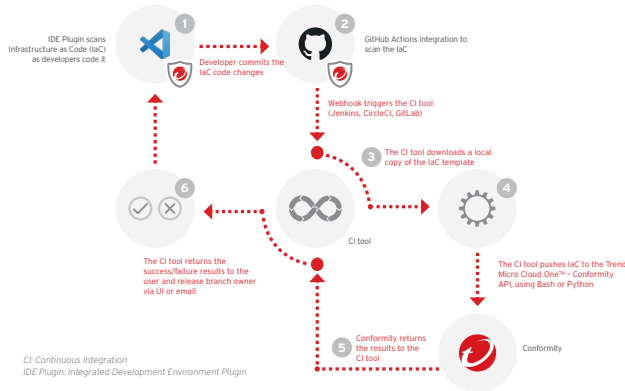 1
IDE Plugin scans
Infrastructure as Code (IaC)
as developers code it
Developer commits the
IaC code changes
2
GitHub Actions integration to
scan the IaC
Webhook triggers the CI tool
(Jenkins, CircleCI, GitLab)
3
The CI tool downloads a local
copy of the IaC template
CI tool
4
The CI tool pushes IaC to the Trend
Micro Cloud One™ - Conformity
API, using Bash or Python
Conformity
5
Conformity returns
the results to the
CI tool
6
The CI tool returns the
success/failure results to the
user and release branch owner
via UI or email
CI: Continuous Integration
IDE Plugin: Integrated Development Environment Plugin